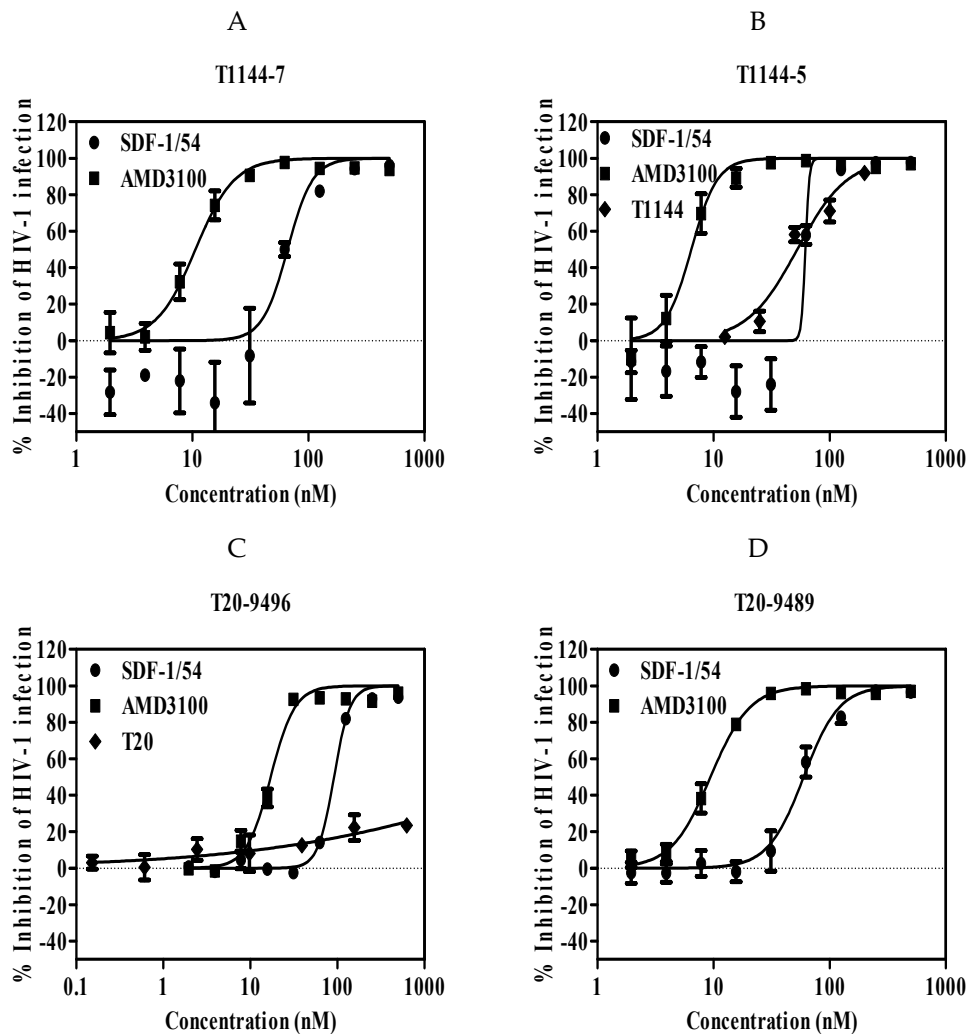 A
T1144-7
% Inhibition of HIV-1 infection
120
100
80
60
40
20
0
-20
-40
SDF-1/54
AMD3100
1
10
100
1000
Concentration (nM)
B
T1144-5
% Inhibition of HIV-1 infection
120
100
80
60
40
20
0
-20
-40
SDF-1/54
AMD3100
T1144
1
10
100
1000
Concentration (nM)
C
T20-9496
% Inhibition of HIV-1 infection
120
100
80
60
40
20
0
-20
-40
SDF-1/54
AMD3100
T20
0.1
1
10
100
1000
Concentration (nM)
D
T20-9489
% Inhibition of HIV-1 infection
120
100
80
60
40
20
0
-20
-40
SDF-1/54
AMD3100
1
10
100
1000
Concentration (nM)